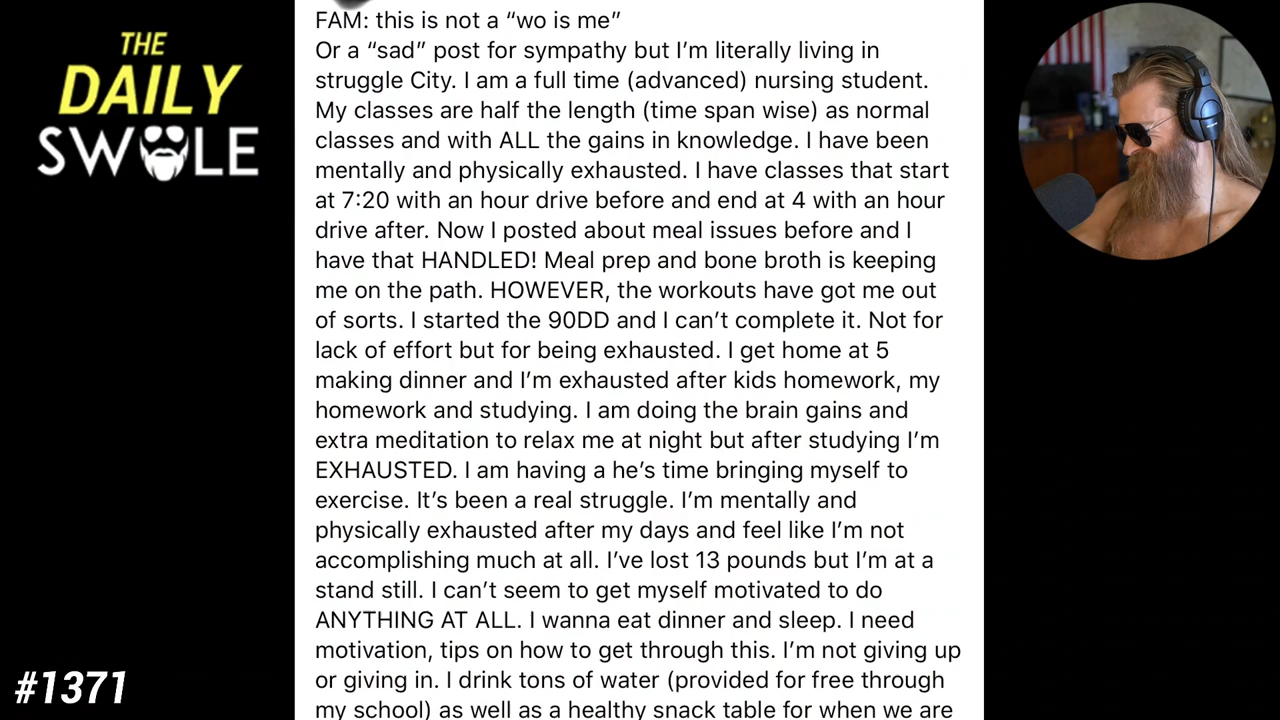 THE
DAILY
SWOLE
FAM: this is not a “wo is me”
Or a “sad” post for sympathy but I’m literally living in
struggle City. I am a full time (advanced) nursing student.
My classes are half the length (time span wise) as normal
classes and with ALL the gains in knowledge. I have been
mentally and physically exhausted. I have classes that start
at 7:20 with an hour drive before and end at 4 with an hour
drive after. Now I posted about meal issues before and I
have that HANDLED! Meal prep and bone broth is keeping
me on the path. HOWEVER, the workouts have got me out
of sorts. I started the 90DD and I can’t complete it. Not for
lack of effort but for being exhausted. I get home at 5
making dinner and I’m exhausted after kids homework, my
homework and studying. I am doing the brain gains and
extra meditation to relax me at night but after studying I’m
EXHAUSTED. I am having a he’s time bringing myself to
exercise. It’s been a real struggle. I’m mentally and
physically exhausted after my days and feel like I’m not
accomplishing much at all. I’ve lost 13 pounds but I’m at a
stand still. I can’t seem to get myself motivated to do
ANYTHING AT ALL. I wanna eat dinner and sleep. I need
motivation, tips on how to get through this. I’m not giving up
or giving in. I drink tons of water (provided for free through
my school) as well as a healthy snack table for when we are
#1371